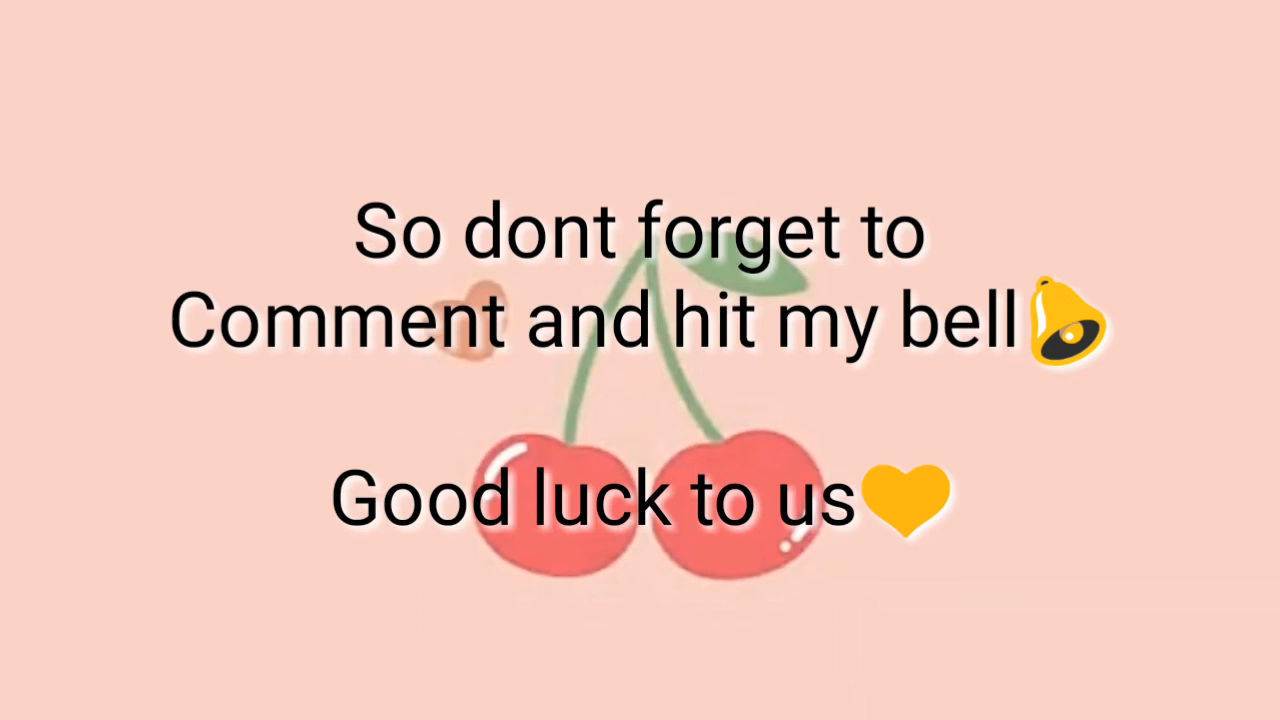 So dont forget to
Comment and hit my bell🔔
Good luck to us💛